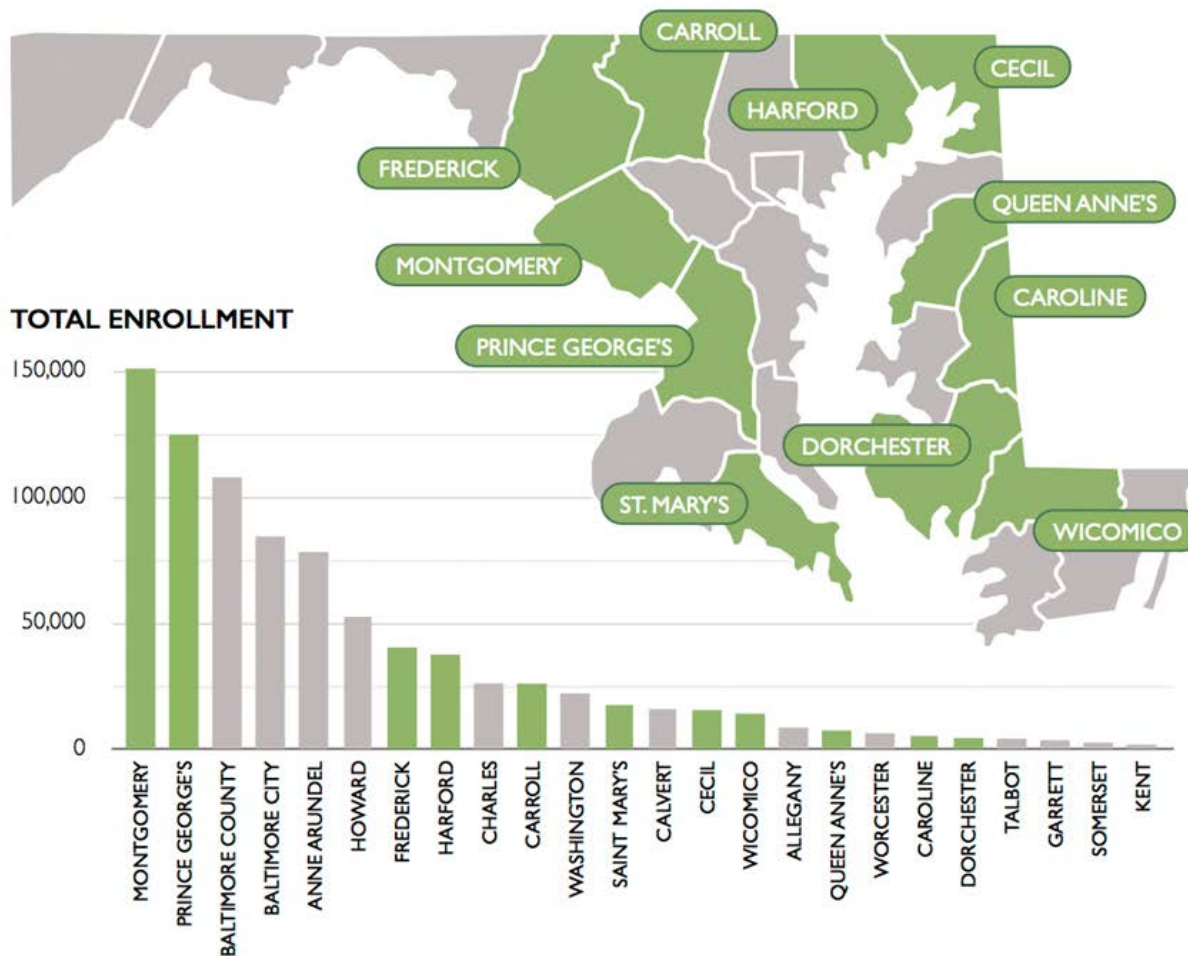 CARROLL
CECIL
HARFORD
FREDERICK
QUEEN ANNE'S
MONTGOMERY
CAROLINE
PRINCE GEORGE'S
DORCHESTER
ST. MARY'S
WICOMICO
TOTAL ENROLLMENT
150,000
100,000
50,000
0
MONTGOMERY
PRINCE GEORGE'S
BALTIMORE COUNTY
BALTIMORE CITY
ANNE ARUNDEL
HOWARD
FREDERICK
HARFORD
CHARLES
CARROLL
WASHINGTON
SAINT MARY'S
CALVERT
CECIL
WICOMICO
ALLEGANY
QUEEN ANNE'S
WORCESTER
CAROLINE
DORCHESTER
TALBOT
GARRETT
SOMERSET
KENT